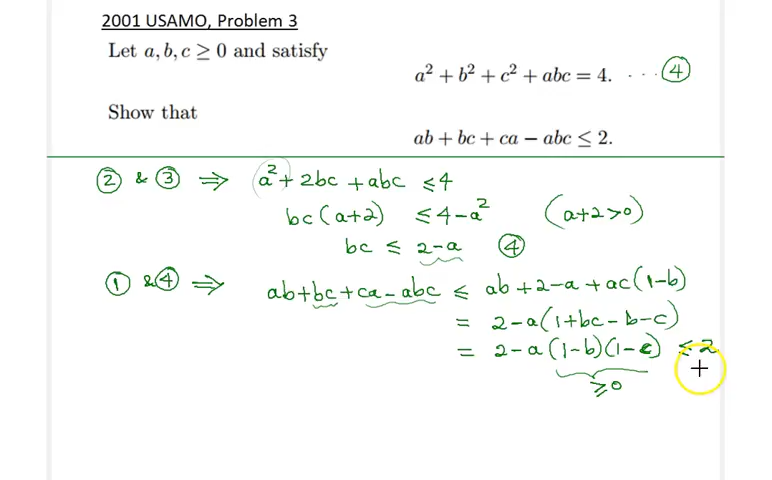 2001 USAMO, Problem 3
Let a, b, c ≥ 0 and satisfy
a² + b² + c² + abc = 4. ··· ④
Show that
ab + bc + ca − abc ≤ 2.
② & ③ ⇒ a² + 2bc + abc ≤ 4
bc(a+2) ≤ 4−a² (a+2>0)
bc ≤ 2−a ④
① & ④ ⇒ ab+bc+ca−abc ≤ ab+2−a+ac(1−b)
= 2−a(1+bc−b−c)
= 2−a(1−b)(1−c) ≤ 2
≥0